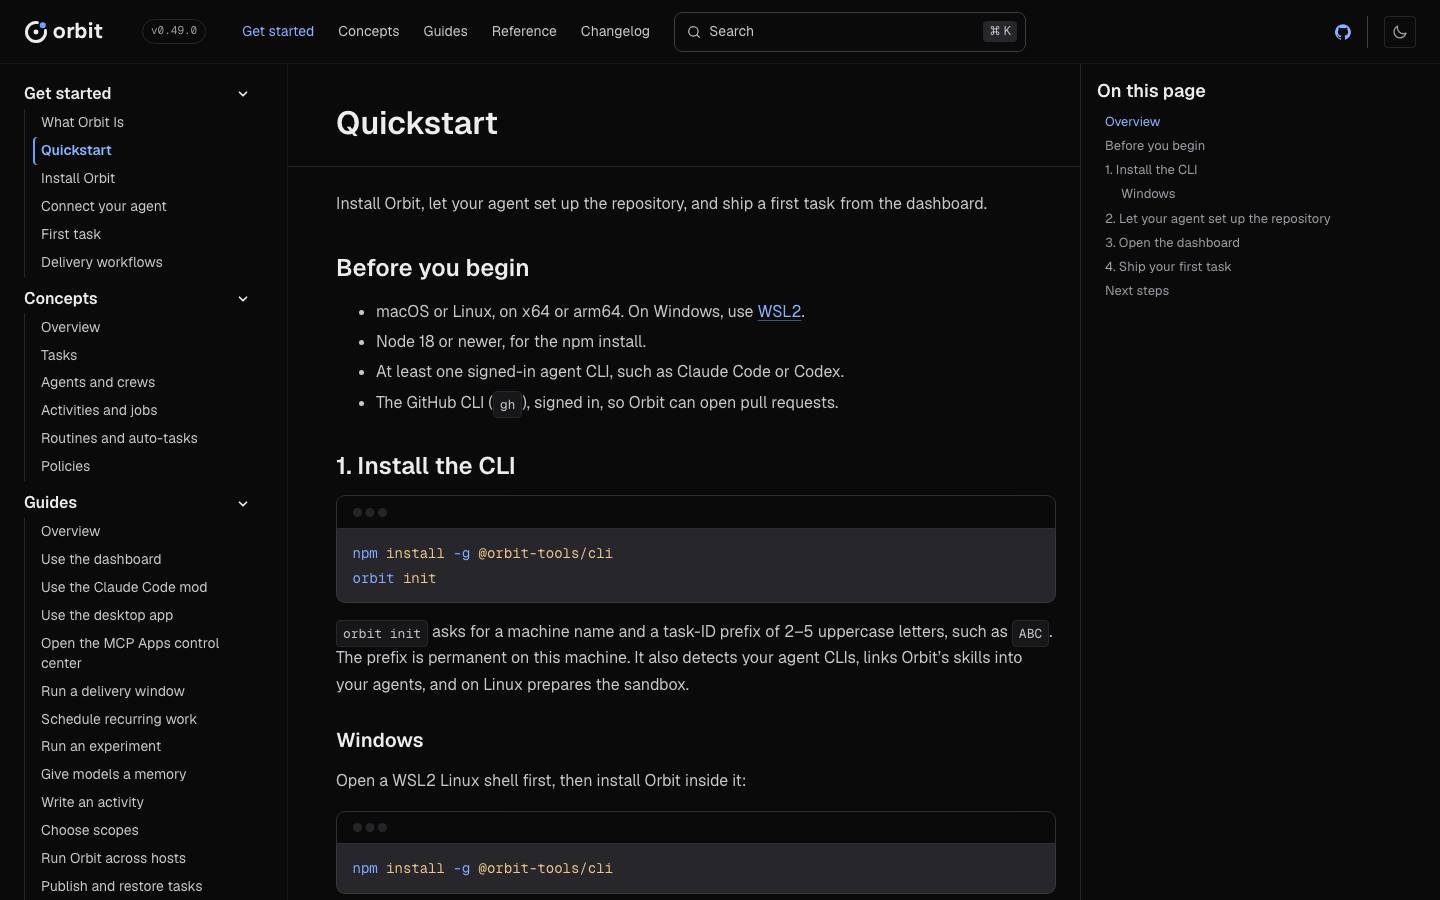 orbit
v0.49.0
Get started
Concepts
Guides
Reference
Changelog
Search
⌘ K
Get started
What Orbit Is
Quickstart
Install Orbit
Connect your agent
First task
Delivery workflows
Concepts
Overview
Tasks
Agents and crews
Activities and jobs
Routines and auto-tasks
Policies
Guides
Overview
Use the dashboard
Use the Claude Code mod
Use the desktop app
Open the MCP Apps control
center
Run a delivery window
Schedule recurring work
Run an experiment
Give models a memory
Write an activity
Choose scopes
Run Orbit across hosts
Publish and restore tasks
Quickstart
Install Orbit, let your agent set up the repository, and ship a first task from the dashboard.
Before you begin
• macOS or Linux, on x64 or arm64. On Windows, use WSL2.
• Node 18 or newer, for the npm install.
• At least one signed-in agent CLI, such as Claude Code or Codex.
• The GitHub CLI (gh), signed in, so Orbit can open pull requests.
1. Install the CLI
npm install -g @orbit-tools/cli
orbit init
orbit init asks for a machine name and a task-ID prefix of 2–5 uppercase letters, such as ABC.
The prefix is permanent on this machine. It also detects your agent CLIs, links Orbit’s skills into
your agents, and on Linux prepares the sandbox.
Windows
Open a WSL2 Linux shell first, then install Orbit inside it:
npm install -g @orbit-tools/cli
On this page
Overview
Before you begin
1. Install the CLI
Windows
2. Let your agent set up the repository
3. Open the dashboard
4. Ship your first task
Next steps